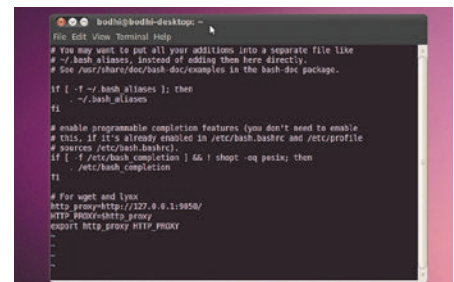 bodhi@bodhi-desktop: ~
File Edit View Terminal Help
# You may want to put all your additions into a separate file like
# ~/.bash_aliases, instead of adding them here directly.
# See /usr/share/doc/bash-doc/examples in the bash-doc package.
if [ -f ~/.bash_aliases ]; then
. ~/.bash_aliases
fi
# enable programmable completion features (you don't need to enable
# this, if it's already enabled in /etc/bash.bashrc and /etc/profile
# sources /etc/bash.bashrc).
if [ -f /etc/bash_completion ] && ! shopt -oq posix; then
. /etc/bash_completion
fi
# For wget and lynx
http_proxy=http://127.0.0.1:9050/
HTTP_PROXY=$http_proxy
export http_proxy HTTP_PROXY
~
~
~